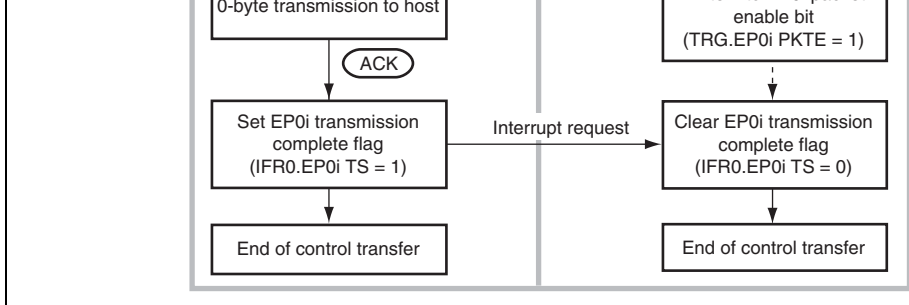 0-byte transmission to host
enable bit
(TRG.EP0i PKTE = 1)
ACK
Set EP0i transmission
complete flag
(IFR0.EP0i TS = 1)
Interrupt request
Clear EP0i transmission
complete flag
(IFR0.EP0i TS = 0)
End of control transfer
End of control transfer